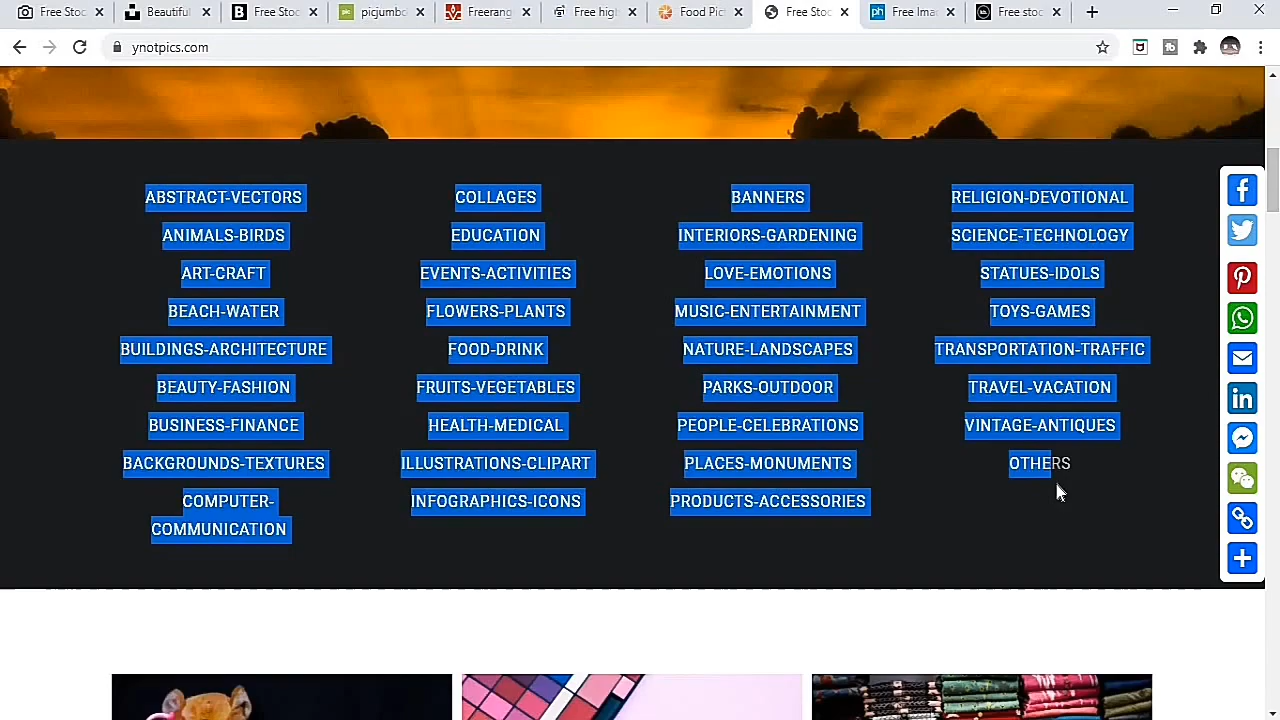 Free Stoc
Beautiful
Free Stoc
picjumbo
Freerang
Free high
Food Pic
Free Stoc
Free Imag
Free sto
ynotpics.com
ABSTRACT-VECTORS
ANIMALS-BIRDS
ART-CRAFT
BEACH-WATER
BUILDINGS-ARCHITECTURE
BEAUTY-FASHION
BUSINESS-FINANCE
BACKGROUNDS-TEXTURES
COMPUTER-
COMMUNICATION
COLLAGES
EDUCATION
EVENTS-ACTIVITIES
FLOWERS-PLANTS
FOOD-DRINK
FRUITS-VEGETABLES
HEALTH-MEDICAL
ILLUSTRATIONS-CLIPART
INFOGRAPHICS-ICONS
BANNERS
INTERIORS-GARDENING
LOVE-EMOTIONS
MUSIC-ENTERTAINMENT
NATURE-LANDSCAPES
PARKS-OUTDOOR
PEOPLE-CELEBRATIONS
PLACES-MONUMENTS
PRODUCTS-ACCESSORIES
RELIGION-DEVOTIONAL
SCIENCE-TECHNOLOGY
STATUES-IDOLS
TOYS-GAMES
TRANSPORTATION-TRAFFIC
TRAVEL-VACATION
VINTAGE-ANTIQUES
OTHERS